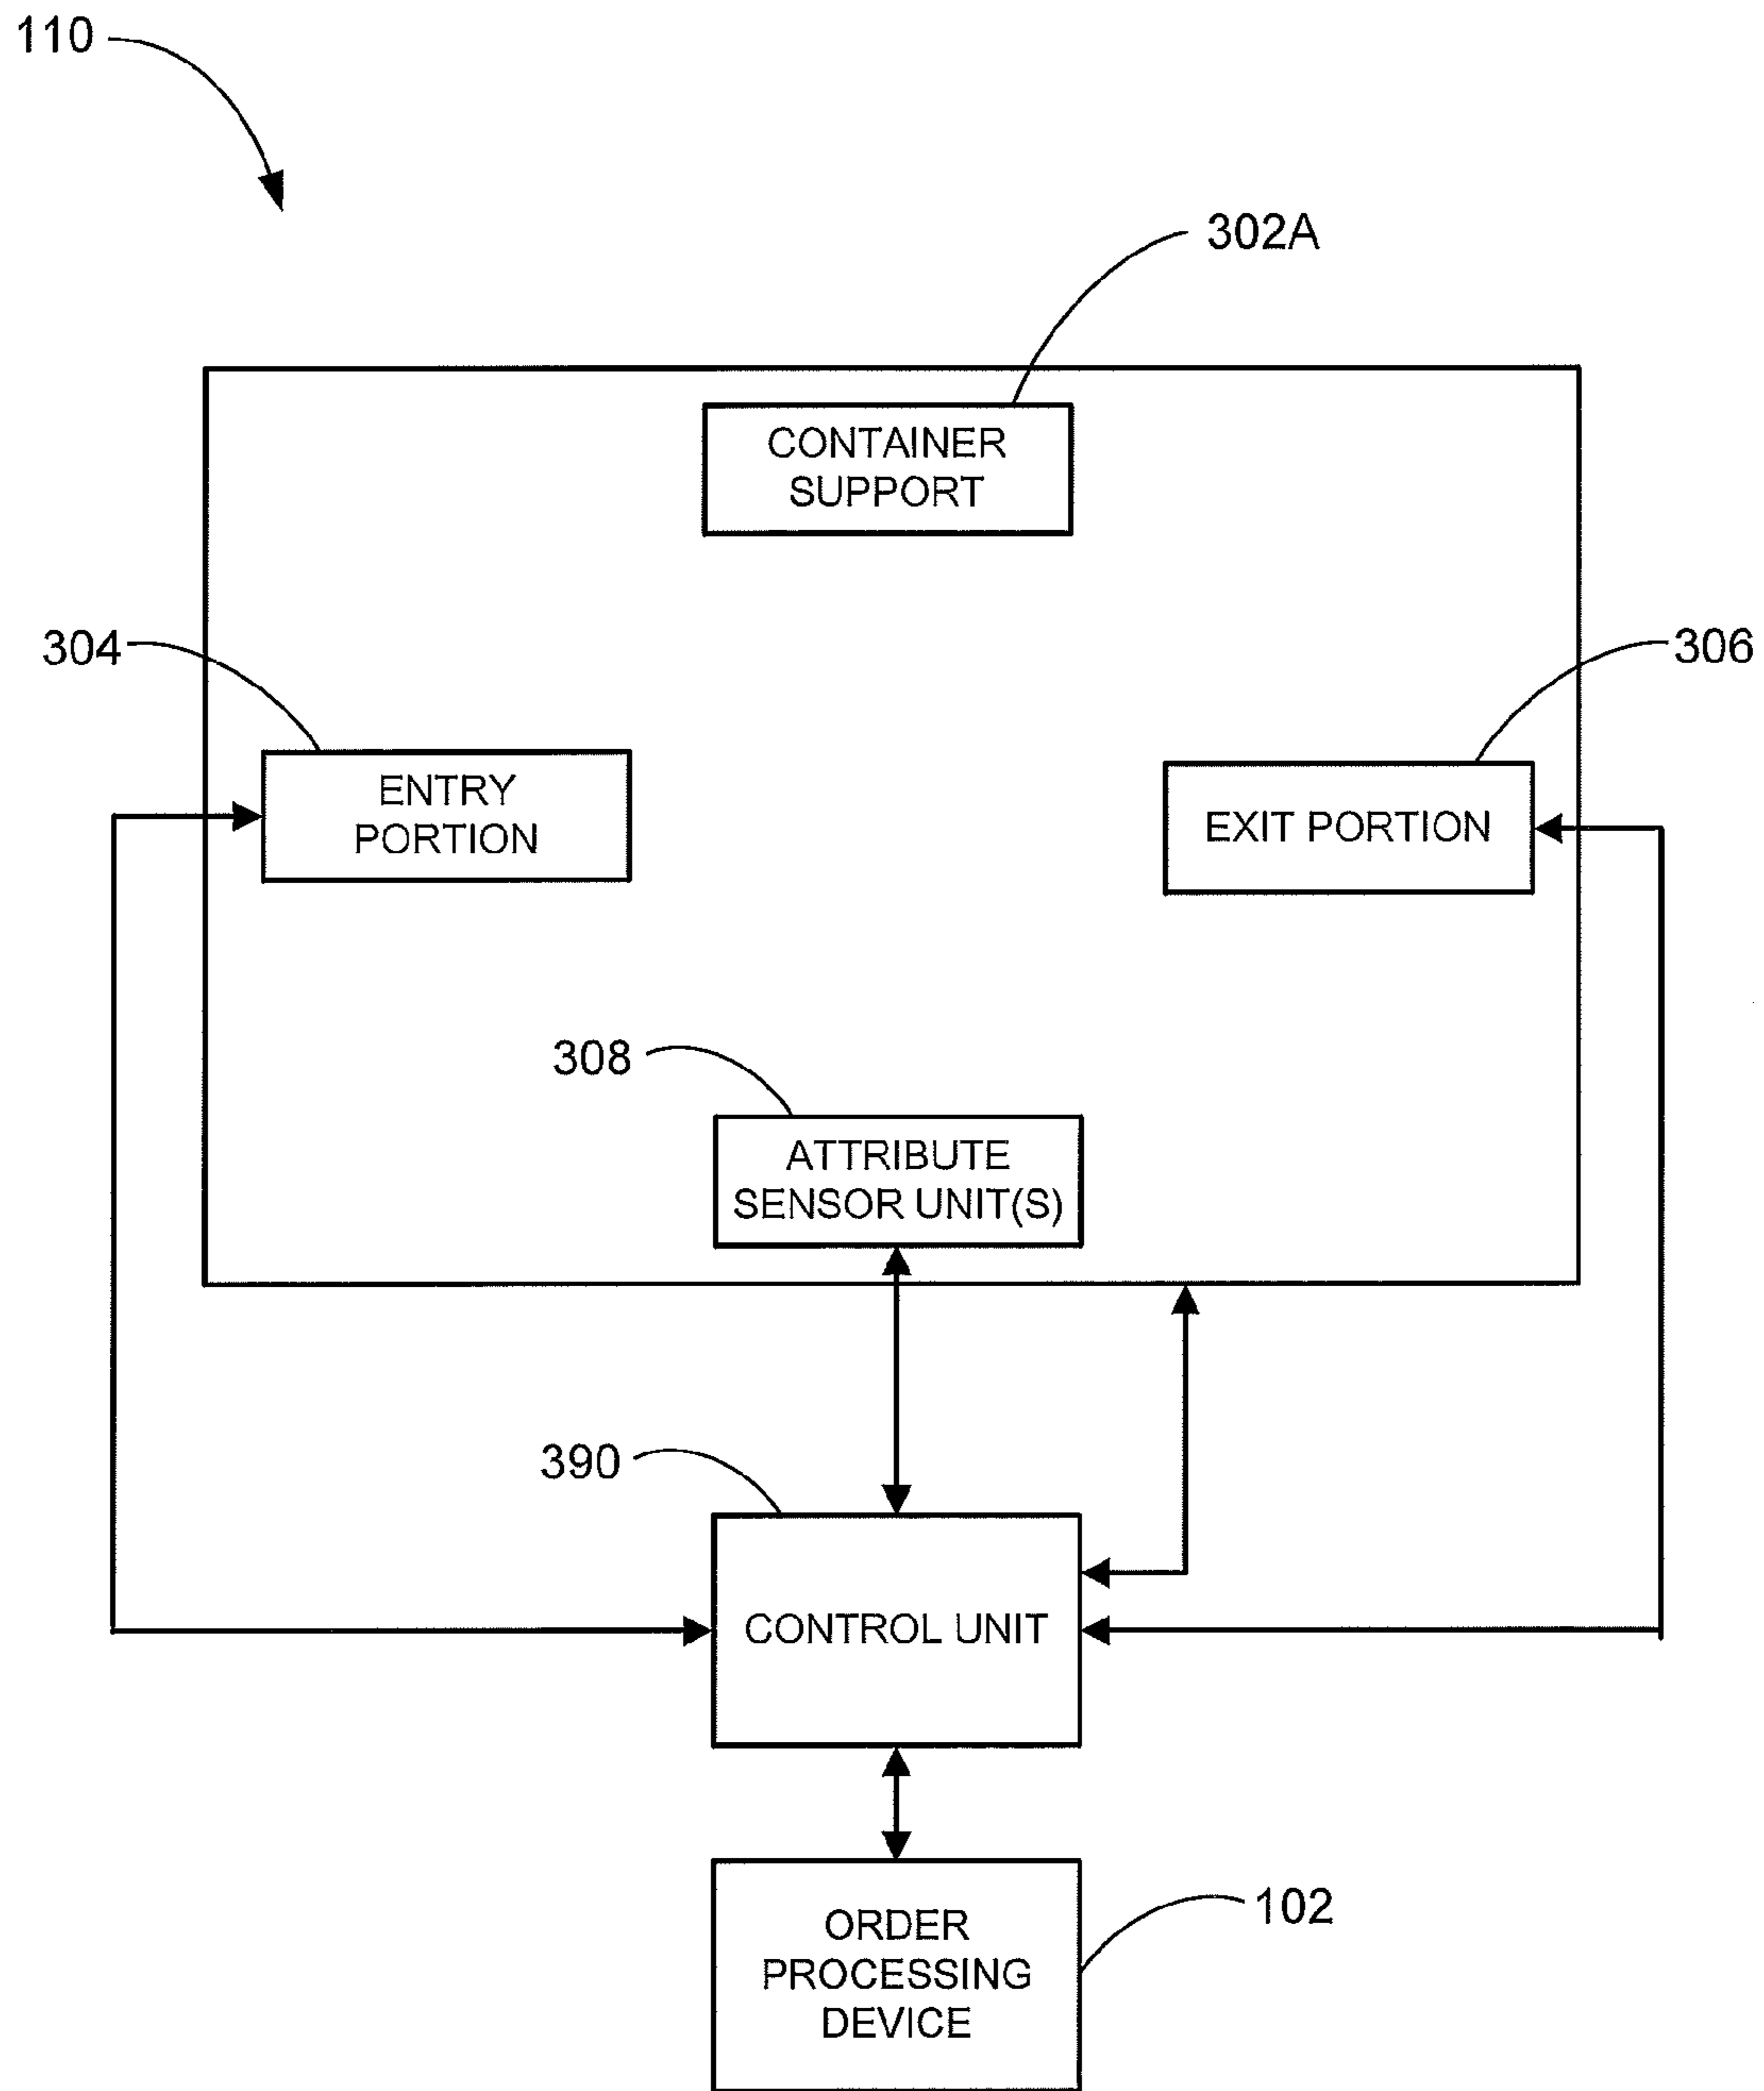 110
302A
CONTAINER
SUPPORT
304
306
ENTRY
PORTION
EXIT PORTION
308
ATTRIBUTE
SENSOR UNIT(S)
390
CONTROL UNIT
102
ORDER
PROCESSING
DEVICE